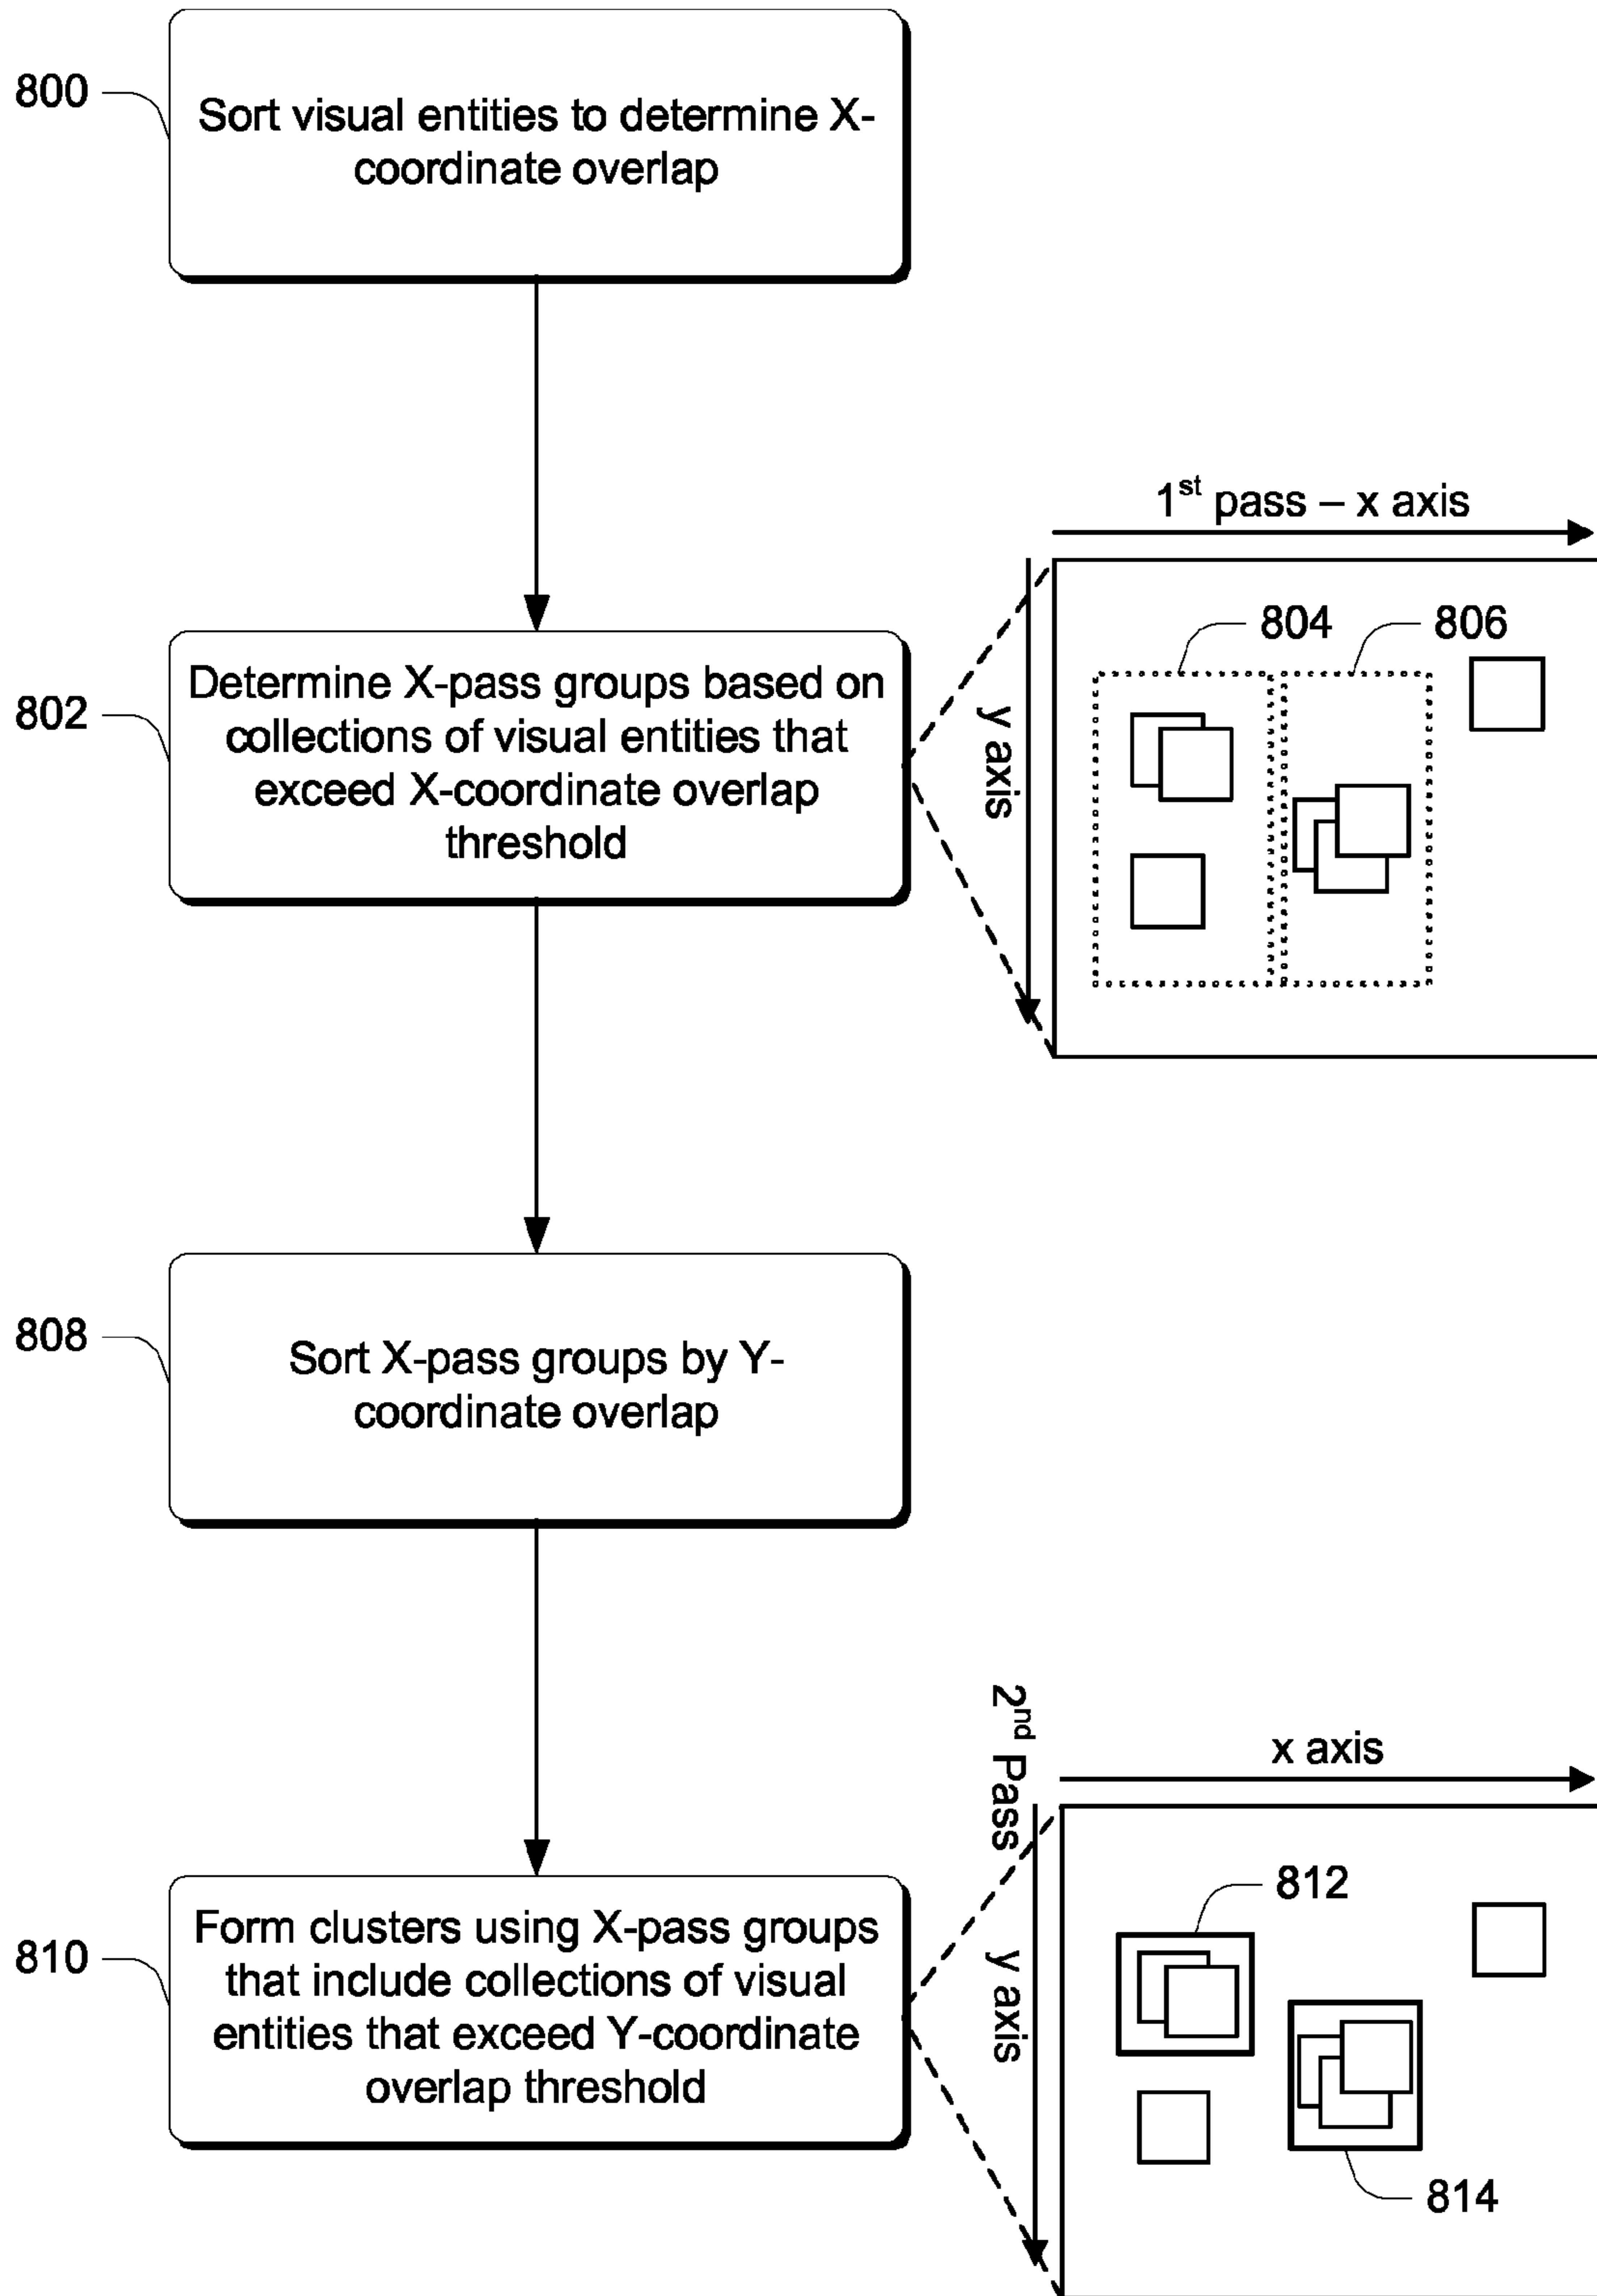 800
Sort visual entities to determine X-
coordinate overlap
1st pass – x axis
804
806
y axis
802
Determine X-pass groups based on
collections of visual entities that
exceed X-coordinate overlap
threshold
808
Sort X-pass groups by Y-
coordinate overlap
2nd Pass
y axis
x axis
812
810
Form clusters using X-pass groups
that include collections of visual
entities that exceed Y-coordinate
overlap threshold
814